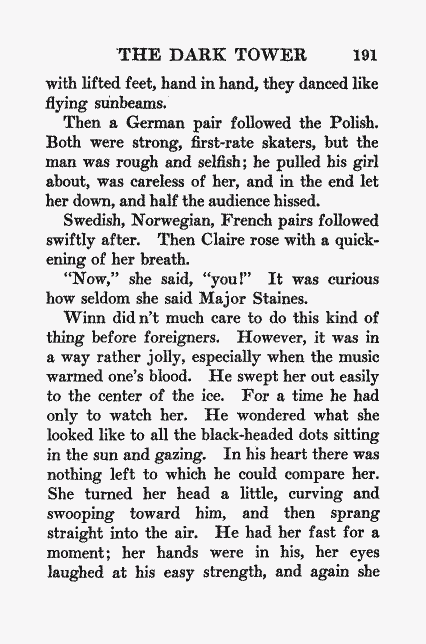 THE DARK TOWER 191
with lifted feet, hand in hand, they danced like
flying sunbeams.
Then a German pair followed the Polish.
Both were strong, first-rate skaters, but the
man was rough and selfish; he pulled his girl
about, was careless of her, and in the end let
her down, and half the audience hissed.
Swedish, Norwegian, French pairs followed
swiftly after. Then Claire rose with a quick-
ening of her breath.
"Now," she said, "you!" It was curious
how seldom she said Major Staines.
Winn didn't much care to do this kind of
thing before foreigners. However, it was in
a way rather jolly, especially when the music
warmed one's blood. He swept her out easily
to the center of the ice. For a time he had
only to watch her. He wondered what she
looked like to all the black-headed dots sitting
in the sun and gazing. In his heart there was
nothing left to which he could compare her.
She turned her head a little, curving and
swooping toward him, and then sprang
straight into the air. He had her fast for a
moment; her hands were in his, her eyes
laughed at his easy strength, and again she